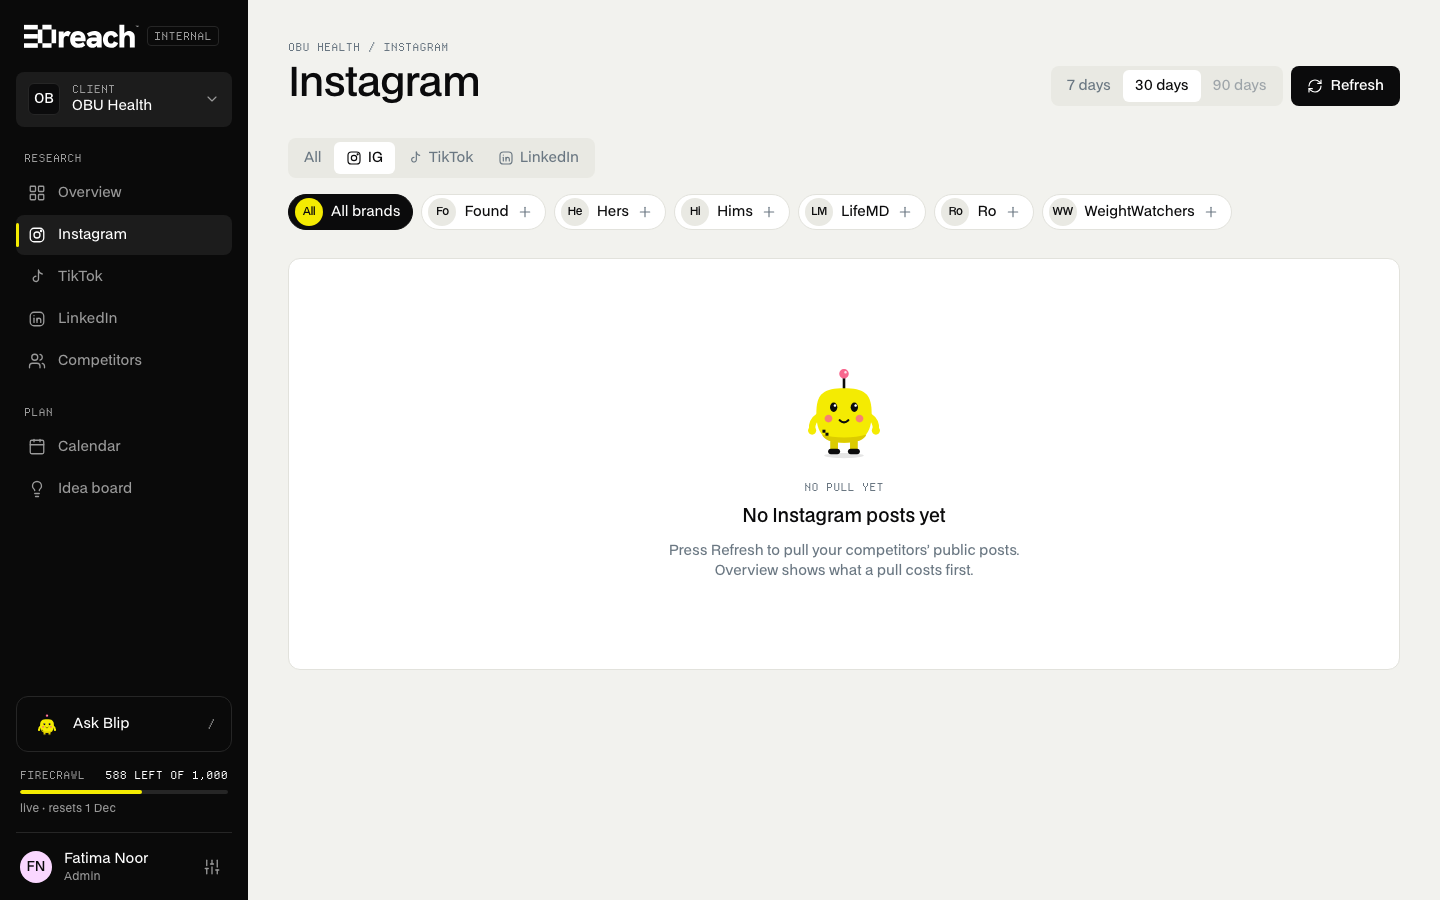 reach
INTERNAL
OB
CLIENT
OBU Health
RESEARCH
Overview
Instagram
TikTok
LinkedIn
Competitors
PLAN
Calendar
Idea board
Ask Blip
/
FIRECRAWL
588 LEFT OF 1,000
live · resets 1 Dec
FN
Fatima Noor
Admin
OBU HEALTH / INSTAGRAM
Instagram
7 days
30 days
90 days
Refresh
All
IG
TikTok
LinkedIn
All
All brands
Fo
Found
He
Hers
HI
Hims
LM
LifeMD
Ro
Ro
WW
WeightWatchers
NO PULL YET
No Instagram posts yet
Press Refresh to pull your competitors' public posts.
Overview shows what a pull costs first.